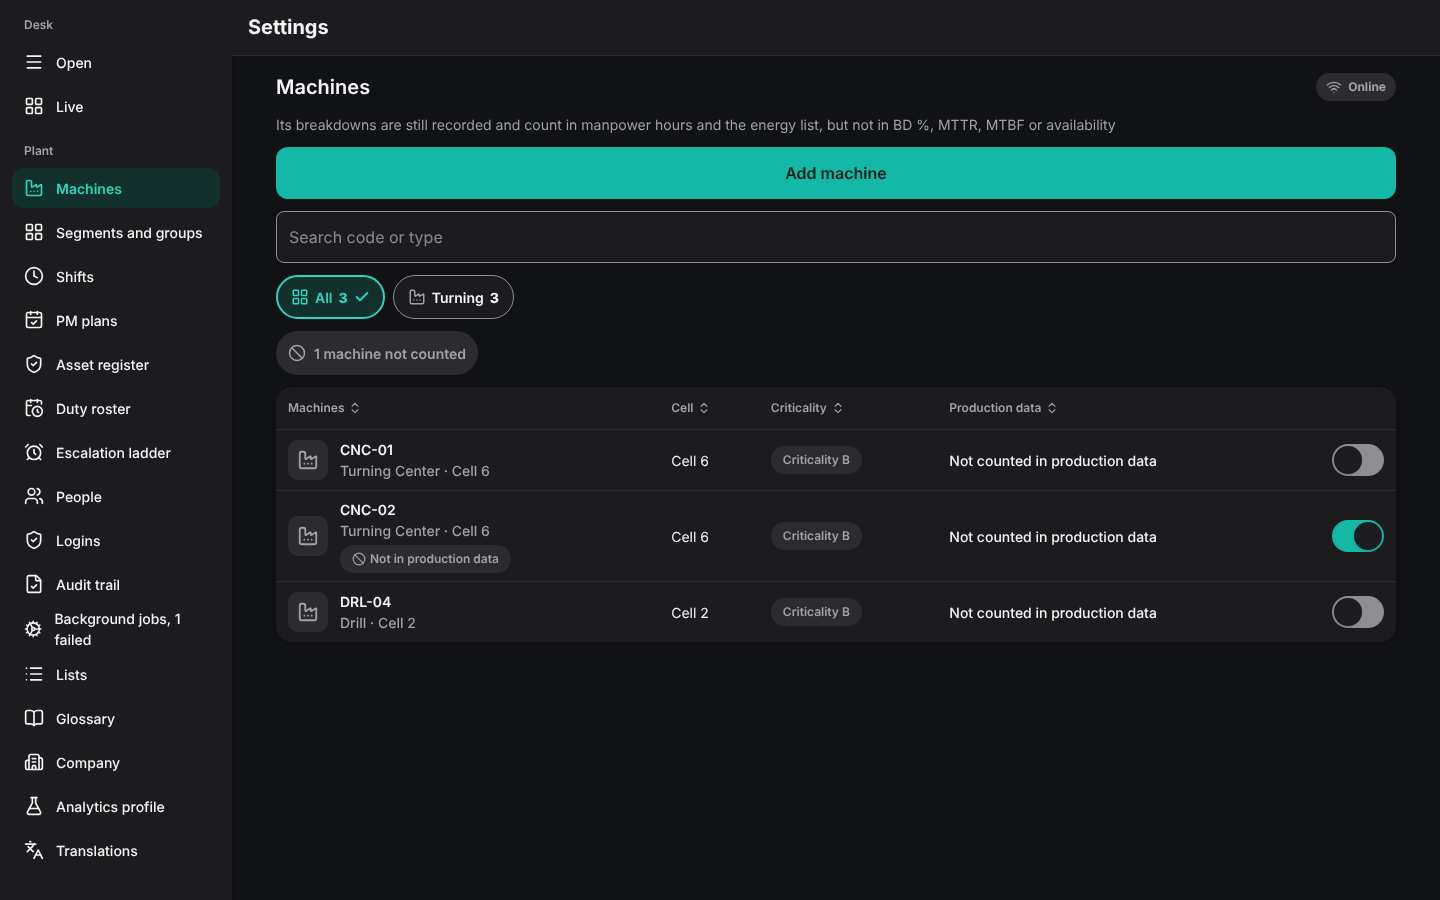 Desk
Open
Live
Plant
Machines
Segments and groups
Shifts
PM plans
Asset register
Duty roster
Escalation ladder
People
Logins
Audit trail
Background jobs, 1
failed
Lists
Glossary
Company
Analytics profile
Translations
Settings
Machines
Online
Its breakdowns are still recorded and count in manpower hours and the energy list, but not in BD %, MTTR, MTBF or availability
Add machine
Search code or type
All 3
Turning 3
1 machine not counted
Machines Cell Criticality Production data
CNC-01
Turning Center · Cell 6
Cell 6
Criticality B
Not counted in production data
CNC-02
Turning Center · Cell 6
Not in production data
Cell 6
Criticality B
Not counted in production data
DRL-04
Drill · Cell 2
Cell 2
Criticality B
Not counted in production data